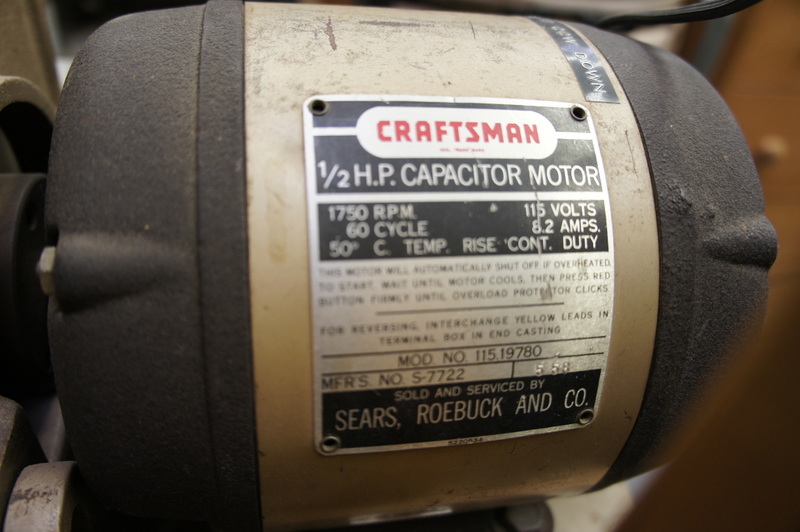 CRAFTSMAN
1/2 H.P. CAPACITOR MOTOR
1750 R.P.M. 115 VOLTS
60 CYCLE 8.2 AMPS.
50° C. TEMP. RISE CONT. DUTY
THIS MOTOR WILL AUTOMATICALLY SHUT OFF IF OVERHEATED.
TO START, WAIT UNTIL MOTOR COOLS, THEN PRESS RED
BUTTON FIRMLY UNTIL OVERLOAD PROTECTOR CLICKS
FOR REVERSING, INTERCHANGE YELLOW LEADS IN
TERMINAL BOX IN END CASTING
MOD. NO. 115.19780
MFR'S. NO. S-7722
SOLD AND SERVICED BY
SEARS, ROEBUCK AND CO.